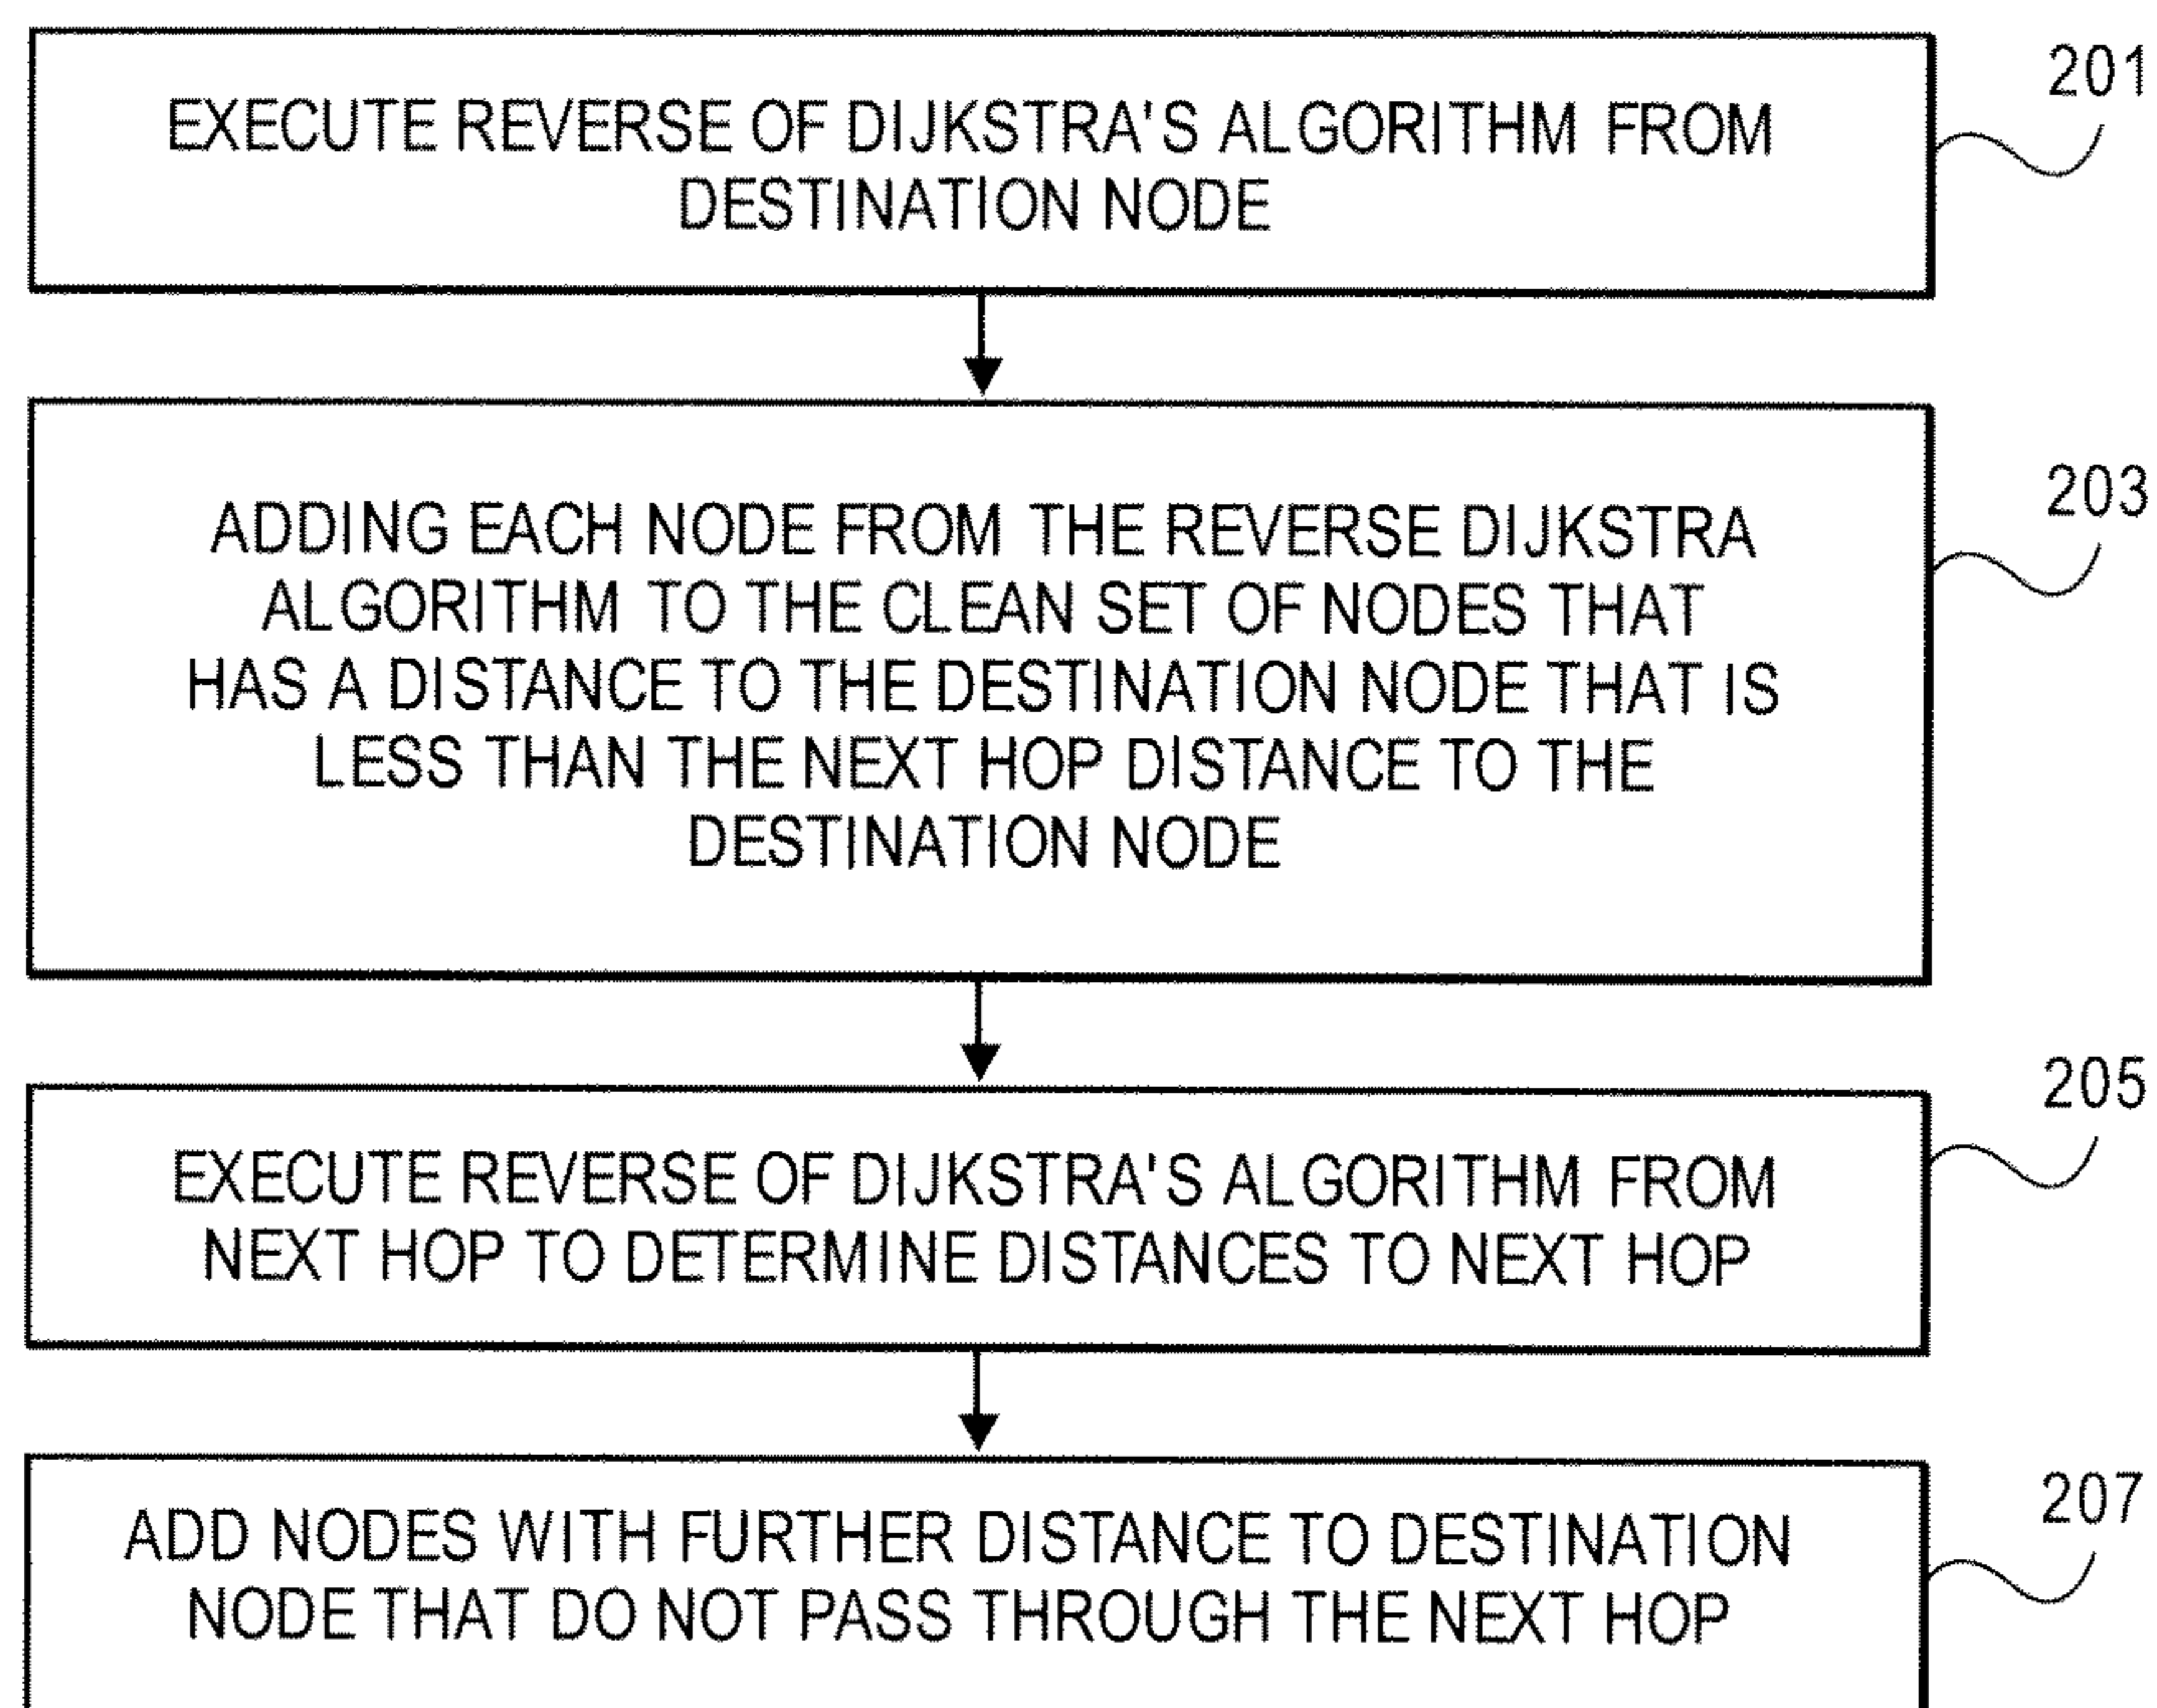 201
EXECUTE REVERSE OF DIJKSTRA'S ALGORITHM FROM
DESTINATION NODE
203
ADDING EACH NODE FROM THE REVERSE DIJKSTRA
ALGORITHM TO THE CLEAN SET OF NODES THAT
HAS A DISTANCE TO THE DESTINATION NODE THAT IS
LESS THAN THE NEXT HOP DISTANCE TO THE
DESTINATION NODE
205
EXECUTE REVERSE OF DIJKSTRA'S ALGORITHM FROM
NEXT HOP TO DETERMINE DISTANCES TO NEXT HOP
207
ADD NODES WITH FURTHER DISTANCE TO DESTINATION
NODE THAT DO NOT PASS THROUGH THE NEXT HOP